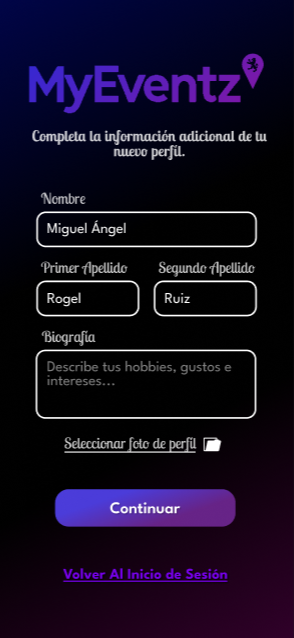 MyEventz
Completa la información adicional de tu
nuevo perfil.
Nombre
Miguel Ángel
Primer Apellido
Segundo Apellido
Rogel
Ruiz
Biografía
Describe tus hobbies, gustos e
intereses...
Seleccionar foto de perfil
Continuar
Volver Al Inicio de Sesión